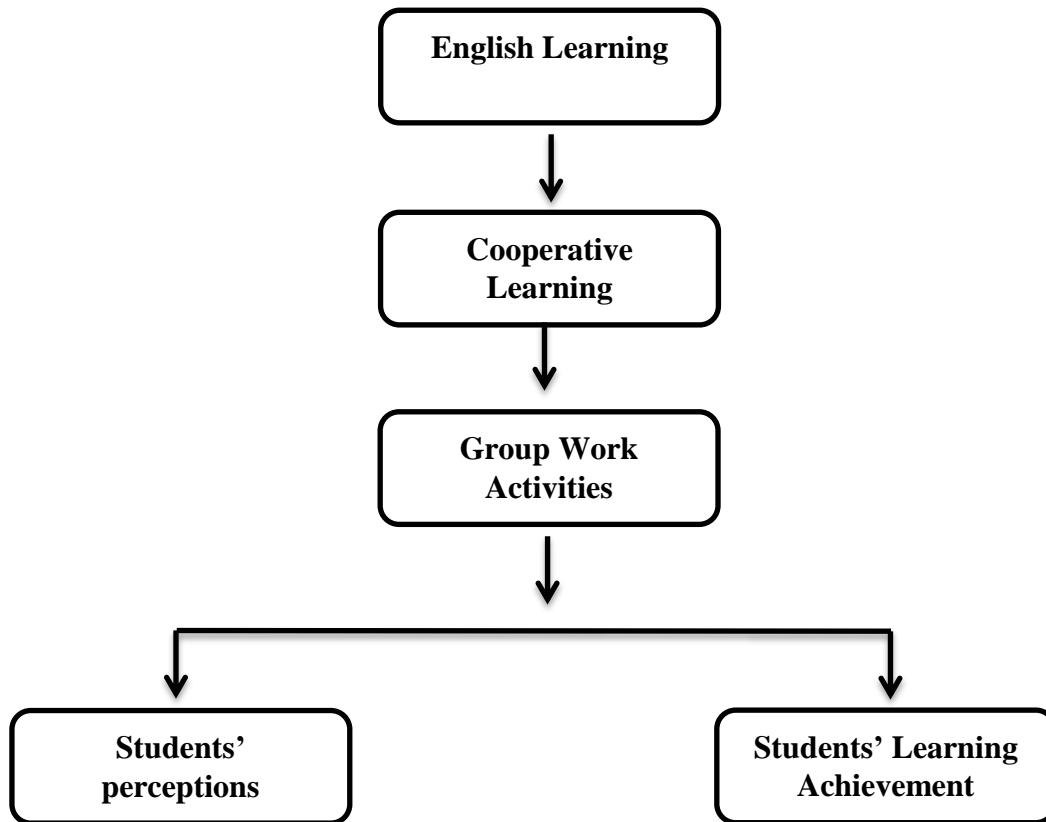 English Learning
Cooperative
Learning
Group Work
Activities
Students’
perceptions
Students’ Learning
Achievement